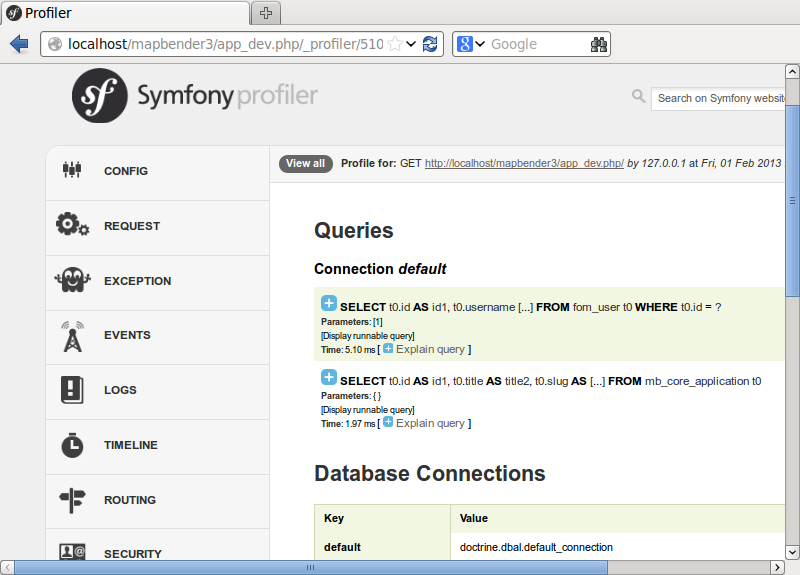 Profiler
localhost/mapbender3/app_dev.php/_profiler/510
Google
Symfony profiler
Search on Symfony website
View all Profile for: GET http://localhost/mapbender3/app_dev.php/ by 127.0.0.1 at Fri, 01 Feb 2013
CONFIG
REQUEST
EXCEPTION
EVENTS
LOGS
TIMELINE
ROUTING
SECURITY
Queries
Connection default
SELECT t0.id AS id1, t0.username [...] FROM fom_user t0 WHERE t0.id = ?
Parameters: [1]
[Display runnable query]
Time: 5.10 ms [ Explain query ]
SELECT t0.id AS id1, t0.title AS title2, t0.slug AS [...] FROM mb_core_application t0
Parameters: { }
[Display runnable query]
Time: 1.97 ms [ Explain query ]
Database Connections
Key Value
default doctrine.dbal.default_connection